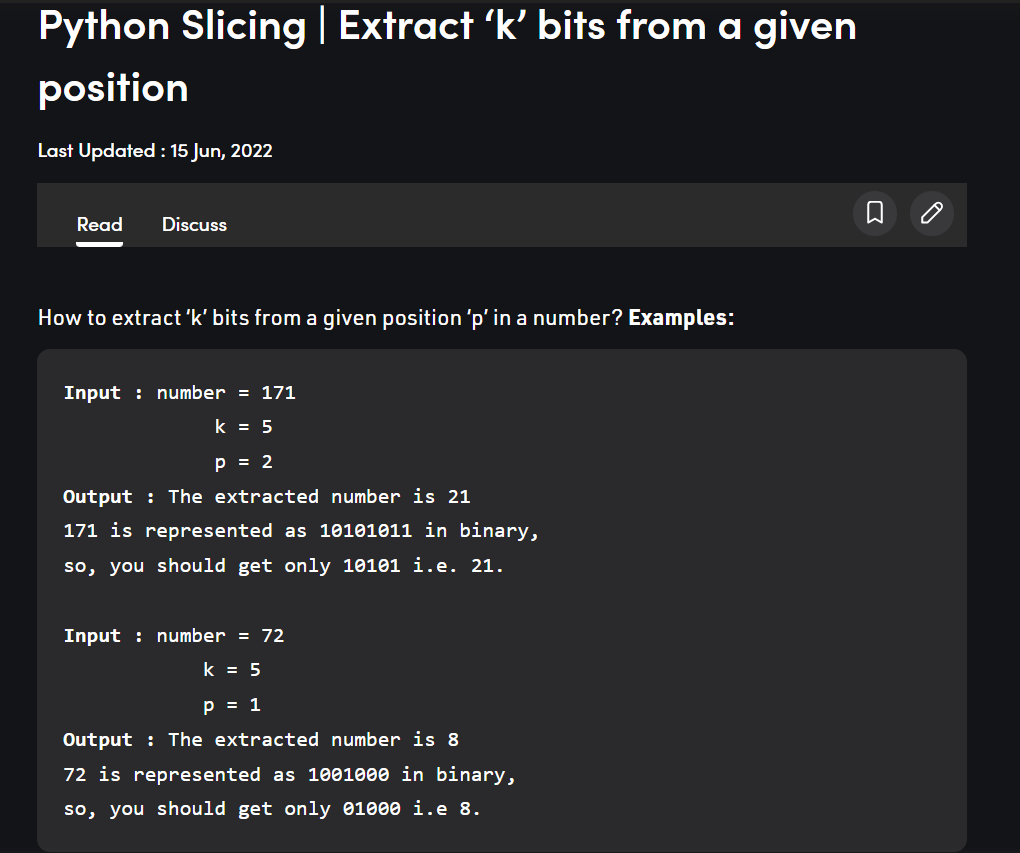 Python Slicing | Extract ‘k’ bits from a given
position
Last Updated : 15 Jun, 2022
Read Discuss
How to extract ‘k’ bits from a given position ‘p’ in a number? Examples:
Input : number = 171
k = 5
p = 2
Output : The extracted number is 21
171 is represented as 10101011 in binary,
so, you should get only 10101 i.e. 21.
Input : number = 72
k = 5
p = 1
Output : The extracted number is 8
72 is represented as 1001000 in binary,
so, you should get only 01000 i.e 8.